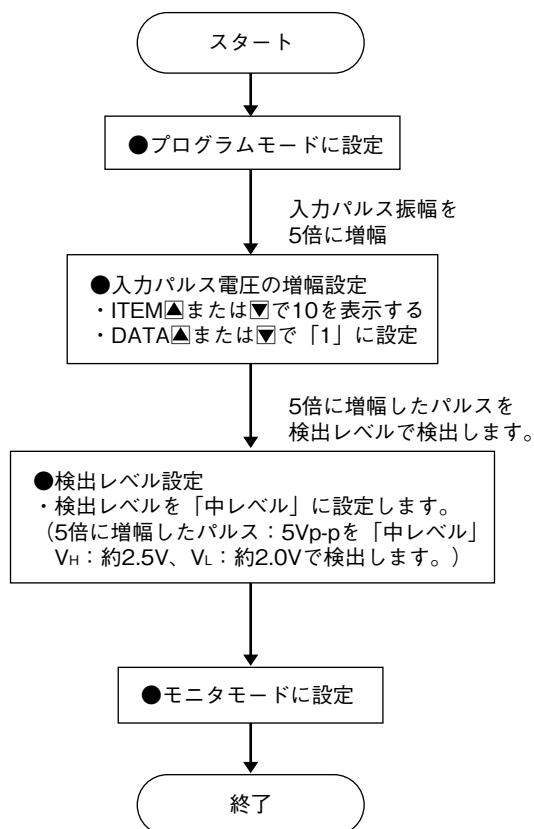 スタート
●プログラムモードに設定
入力パルス振幅を
5倍に増幅
●入力パルス電圧の増幅設定
・ITEM▲または▼で10を表示する
・DATA▲または▼で「1」に設定
5倍に増幅したパルスを
検出レベルで検出します。
●検出レベル設定
・検出レベルを「中レベル」に設定します。
（5倍に増幅したパルス：5Vp-pを「中レベル」
VH：約2.5V、VL：約2.0Vで検出します。）
●モニタモードに設定
終了